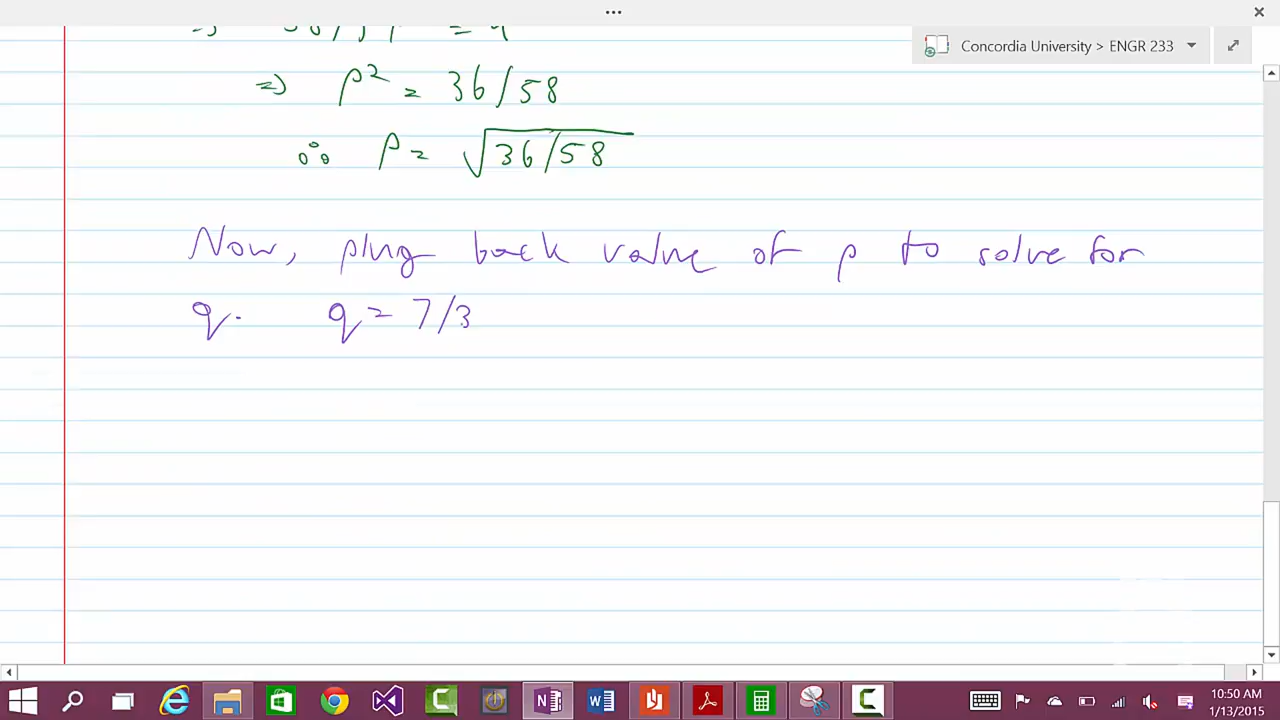 Concordia University > ENGR 233
=> p² = 36/58
∴ p = √36/58
Now, plug back value of p to solve for
q. q = 7/3
10:50 AM
1/13/2015